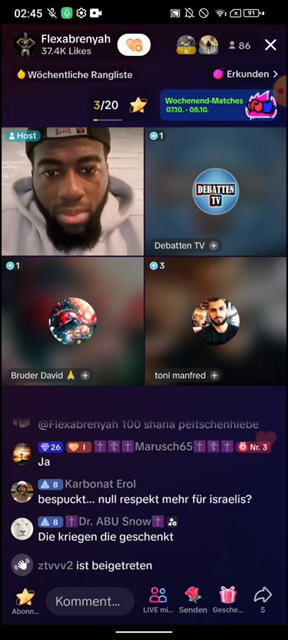 02:45
91
Flexabrenyah
37.4K Likes
86
Wöchentliche Rangliste
Erkunden >
3/20
Wochenend-Matches
07.10. - 08.10.
Host
1
DEBATTEN
TV
Debatten TV +
1
3
Bruder David 🙏 +
toni manfred +
@Flexabrenyah 100 sharia peitschenhiebe
26 I ✝️✝️✝️Marusch65✝️✝️✝️ Nr. 3
Ja
8 Karbonat Erol
bespuckt... null respekt mehr für israelis?
8 ✝️Dr. ABU Snow✝️
Die kriegen die geschenkt
ztvvv2 ist beigetreten
Abonn...
Komment...
LIVE mi...
Senden
Gesche...
5